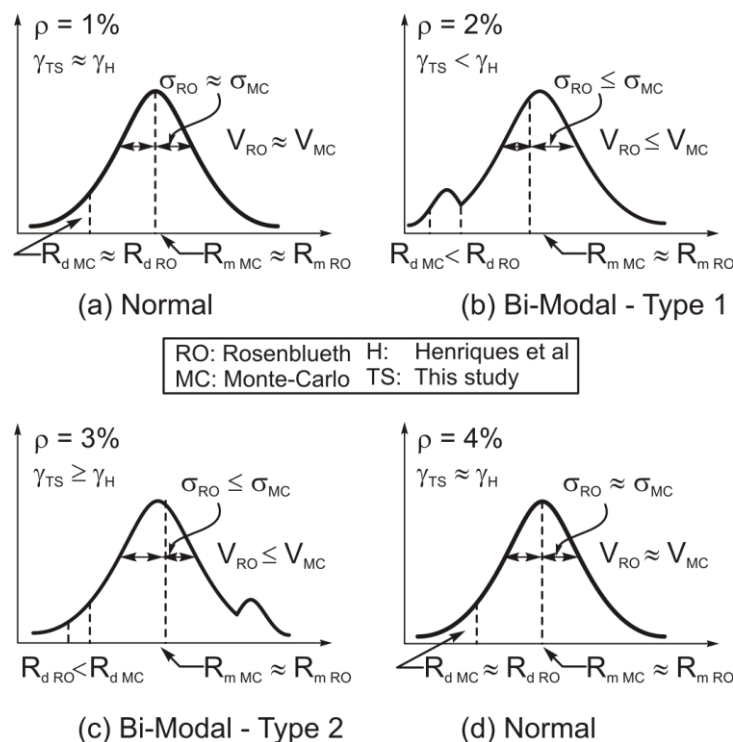 ρ = 1%
γTS ≈ γH
σRO ≈ σMC
VRO ≈ VMC
Rd MC ≈ Rd RO
Rm MC ≈ Rm RO
(a) Normal
ρ = 2%
γTS < γH
σRO ≤ σMC
VRO ≤ VMC
Rd MC < Rd RO
Rm MC ≈ Rm RO
(b) Bi-Modal - Type 1
RO: Rosenblueth H: Henriques et al
MC: Monte-Carlo TS: This study
ρ = 3%
γTS ≥ γH
σRO ≤ σMC
VRO ≤ VMC
Rd RO < Rd MC
Rm MC ≈ Rm RO
(c) Bi-Modal - Type 2
ρ = 4%
γTS ≈ γH
σRO ≈ σMC
VRO ≈ VMC
Rd MC ≈ Rd RO
Rm MC ≈ Rm RO
(d) Normal